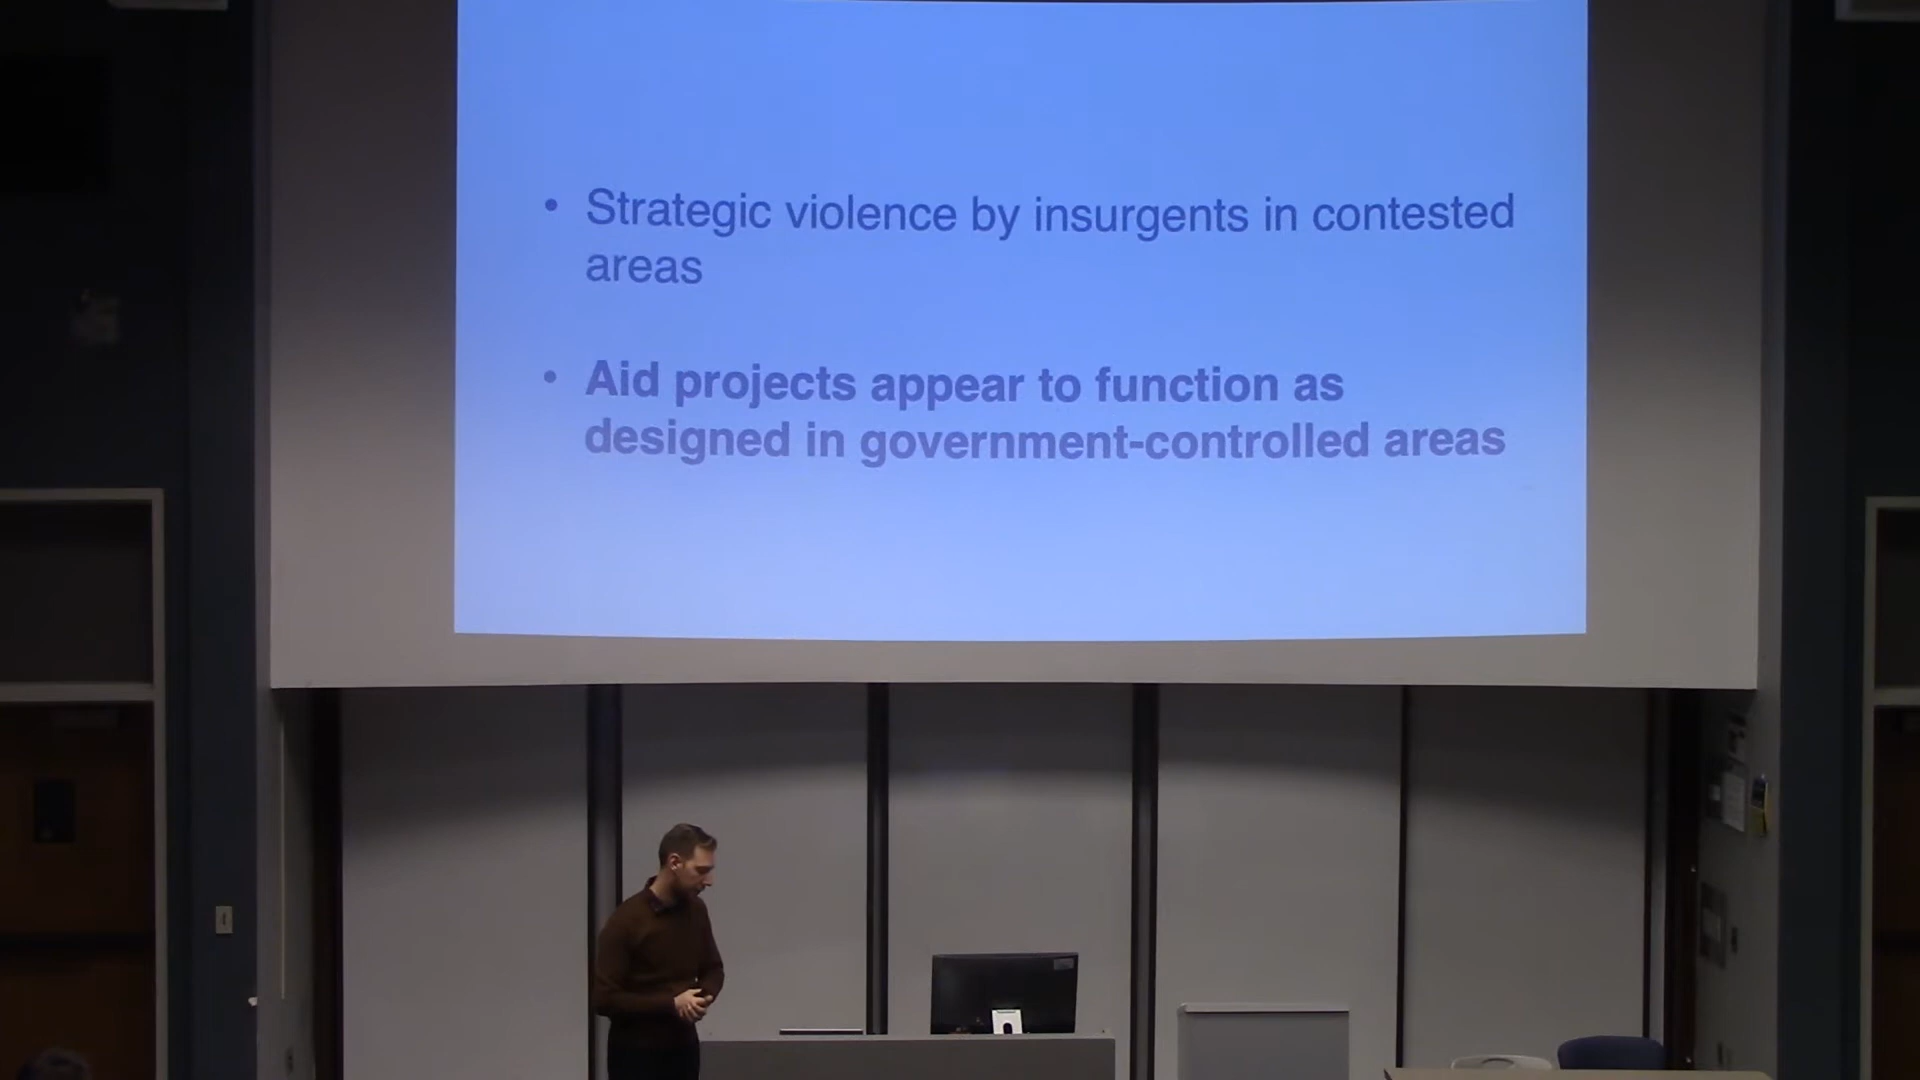 • Strategic violence by insurgents in contested
areas
• Aid projects appear to function as
designed in government-controlled areas